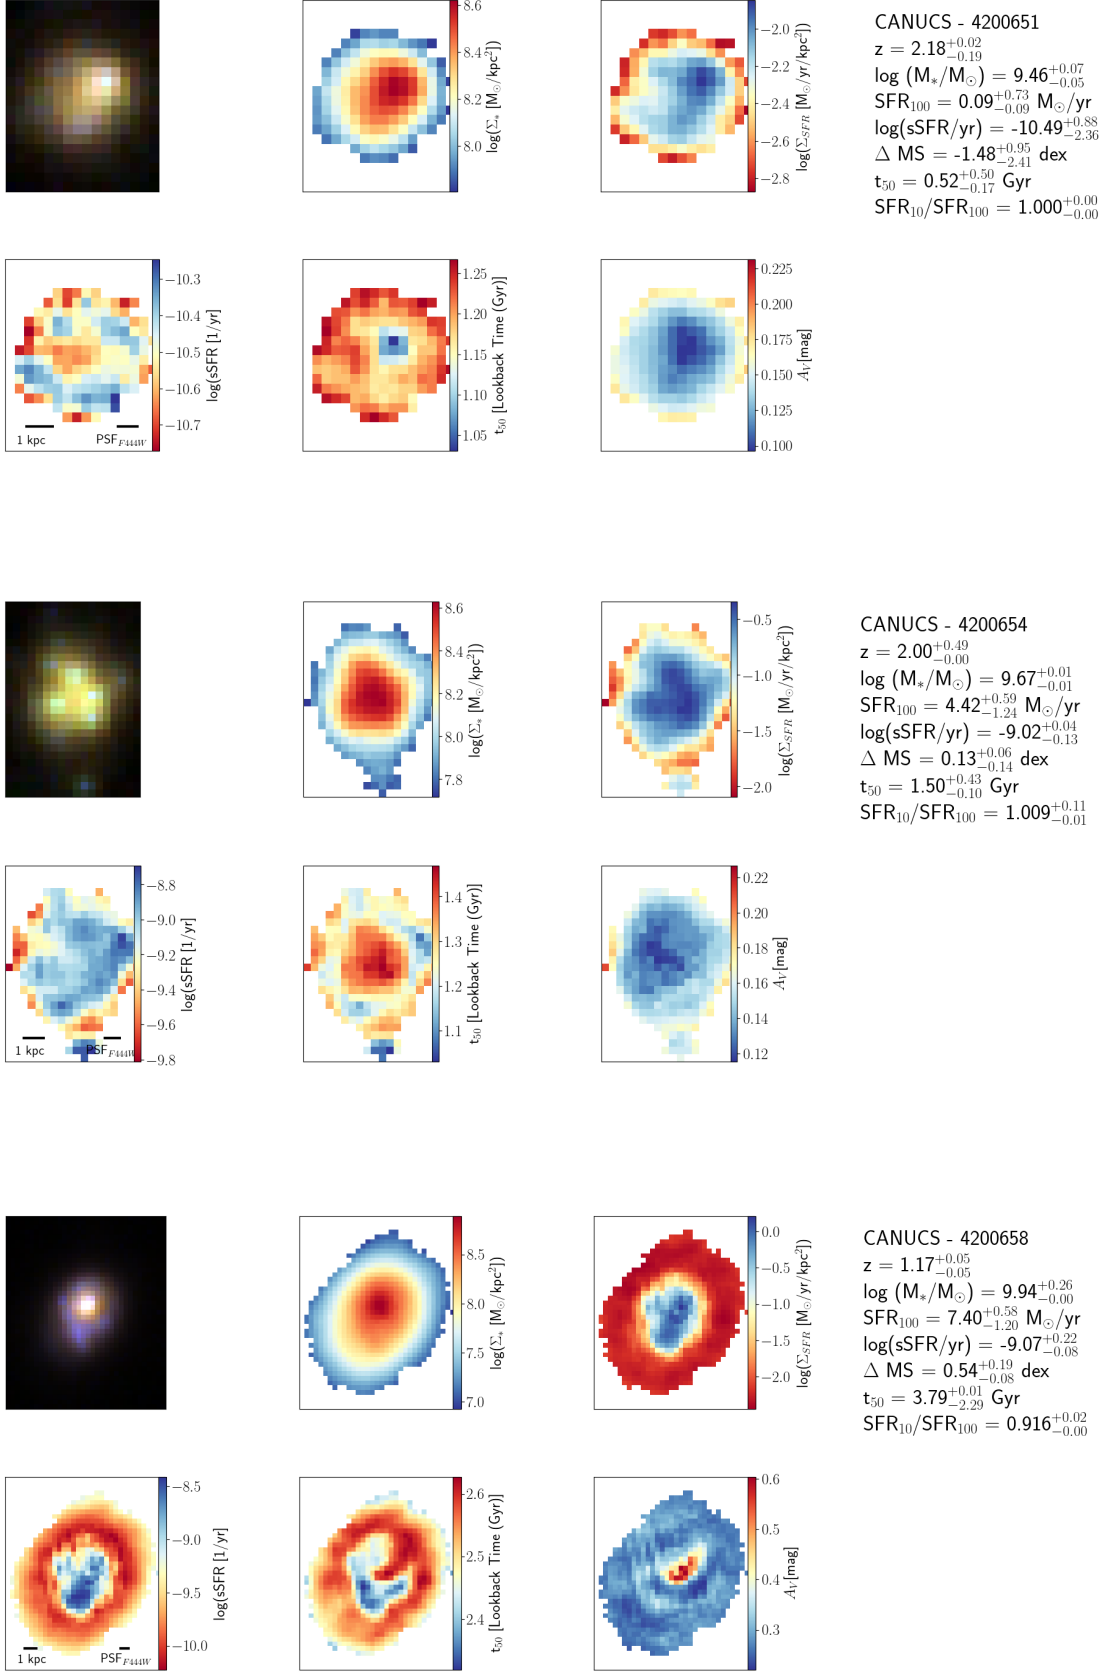 8.6
8.4
8.2
8.0
log(Σ* [M⊙/kpc²])
−2.0
−2.2
−2.4
−2.6
−2.8
log(Σ_SFR [M⊙/yr/kpc²])
CANUCS - 4200651
z = 2.18 +0.02 −0.19
log (M*/M⊙) = 9.46 +0.07 −0.05
SFR100 = 0.09 +0.73 −0.09 M⊙/yr
log(sSFR/yr) = -10.49 +0.88 −2.36
Δ MS = -1.48 +0.95 −2.41 dex
t50 = 0.52 +0.50 −0.17 Gyr
SFR10/SFR100 = 1.000 +0.00 −0.00
1 kpc
PSF F444W
−10.3
−10.4
−10.5
−10.6
−10.7
log(sSFR [1/yr]
1.25
1.20
1.15
1.10
1.05
t50 [Lookback Time (Gyr)]
0.225
0.200
0.175
0.150
0.125
0.100
A_V[mag]
8.6
8.4
8.2
8.0
7.8
log(Σ* [M⊙/kpc²])
−0.5
−1.0
−1.5
−2.0
log(Σ_SFR [M⊙/yr/kpc²])
CANUCS - 4200654
z = 2.00 +0.49 −0.00
log (M*/M⊙) = 9.67 +0.01 −0.01
SFR100 = 4.42 +0.59 −1.24 M⊙/yr
log(sSFR/yr) = -9.02 +0.04 −0.13
Δ MS = 0.13 +0.06 −0.14 dex
t50 = 1.50 +0.43 −0.10 Gyr
SFR10/SFR100 = 1.009 +0.11 −0.01
1 kpc
PSF F444W
−8.8
−9.0
−9.2
−9.4
−9.6
−9.8
log(sSFR [1/yr]
1.4
1.3
1.2
1.1
t50 [Lookback Time (Gyr)]
0.22
0.20
0.18
0.16
0.14
0.12
A_V[mag]
8.5
8.0
7.5
7.0
log(Σ* [M⊙/kpc²])
0.0
−0.5
−1.0
−1.5
−2.0
log(Σ_SFR [M⊙/yr/kpc²])
CANUCS - 4200658
z = 1.17 +0.05 −0.05
log (M*/M⊙) = 9.94 +0.26 −0.00
SFR100 = 7.40 +0.58 −1.20 M⊙/yr
log(sSFR/yr) = -9.07 +0.22 −0.08
Δ MS = 0.54 +0.19 −0.08 dex
t50 = 3.79 +0.01 −2.29 Gyr
SFR10/SFR100 = 0.916 +0.02 −0.00
1 kpc
PSF F444W
−8.5
−9.0
−9.5
−10.0
log(sSFR [1/yr]
2.6
2.5
2.4
t50 [Lookback Time (Gyr)]
0.6
0.5
0.4
0.3
A_V[mag]